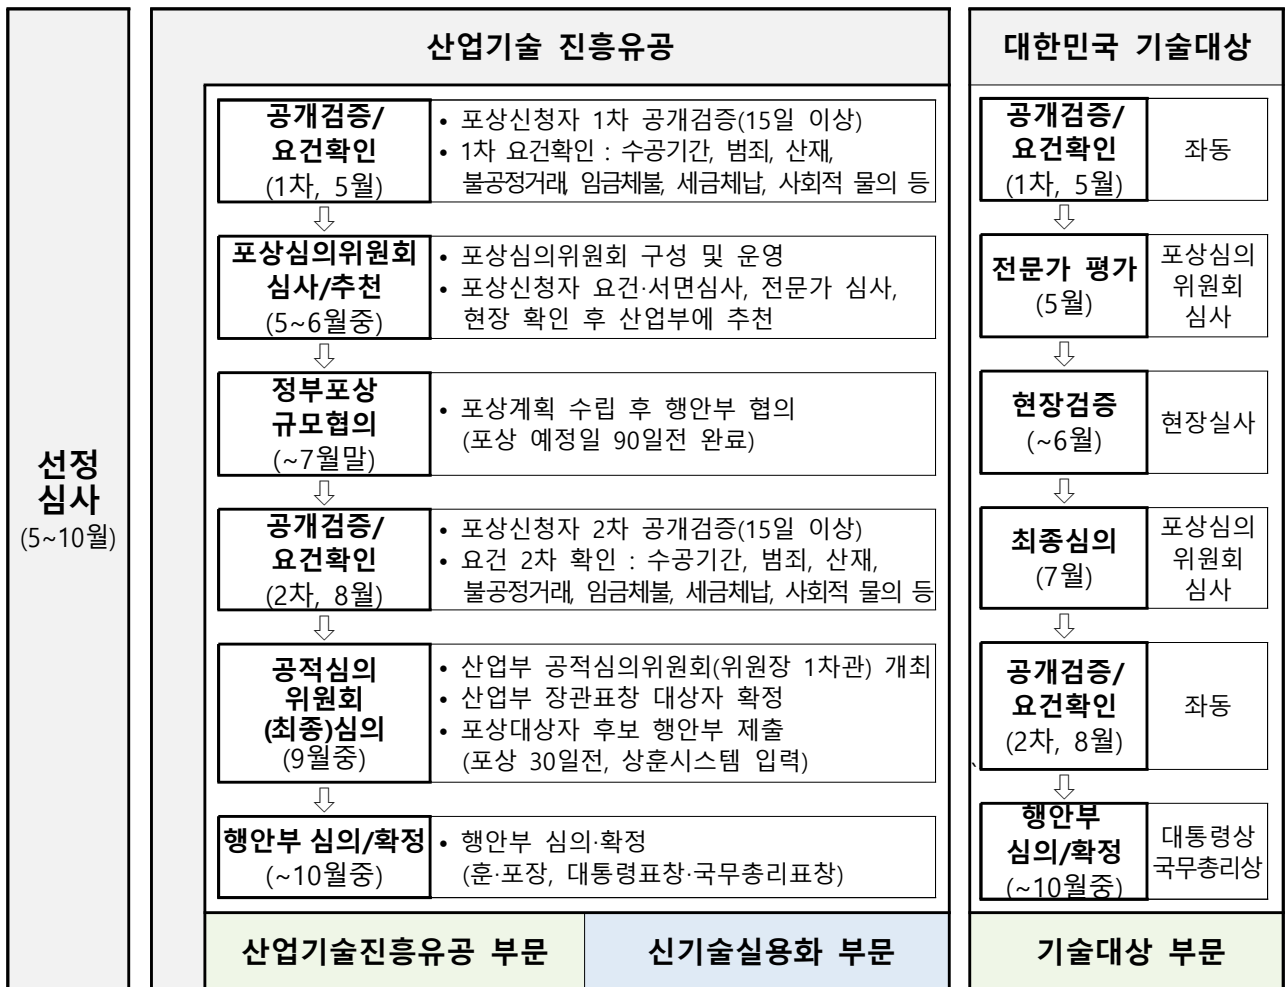 선정
심사
(5~10월)
산업기술 진흥유공
공개검증/
요건확인
(1차, 5월)
• 포상신청자 1차 공개검증(15일 이상)
• 1차 요건확인 : 수공기간, 범죄, 산재,
불공정거래, 임금체불, 세금체납, 사회적 물의 등
포상심의위원회
심사/추천
(5~6월중)
• 포상심의위원회 구성 및 운영
• 포상신청자 요건·서면심사, 전문가 심사,
현장 확인 후 산업부에 추천
정부포상
규모협의
(~7월말)
• 포상계획 수립 후 행안부 협의
(포상 예정일 90일전 완료)
공개검증/
요건확인
(2차, 8월)
• 포상신청자 2차 공개검증(15일 이상)
• 요건 2차 확인 : 수공기간, 범죄, 산재,
불공정거래, 임금체불, 세금체납, 사회적 물의 등
공적심의
위원회
(최종)심의
(9월중)
• 산업부 공적심의위원회(위원장 1차관) 개최
• 산업부 장관표창 대상자 확정
• 포상대상자 후보 행안부 제출
(포상 30일전, 상훈시스템 입력)
행안부 심의/확정
(~10월중)
• 행안부 심의·확정
(훈·포장, 대통령표창·국무총리표창)
산업기술진흥유공 부문
신기술실용화 부문
대한민국 기술대상
공개검증/
요건확인
(1차, 5월)
좌동
전문가 평가
(5월)
포상심의
위원회
심사
현장검증
(~6월)
현장실사
최종심의
(7월)
포상심의
위원회
심사
공개검증/
요건확인
(2차, 8월)
좌동
`
행안부
심의/확정
(~10월중)
대통령상
국무총리상
기술대상 부문